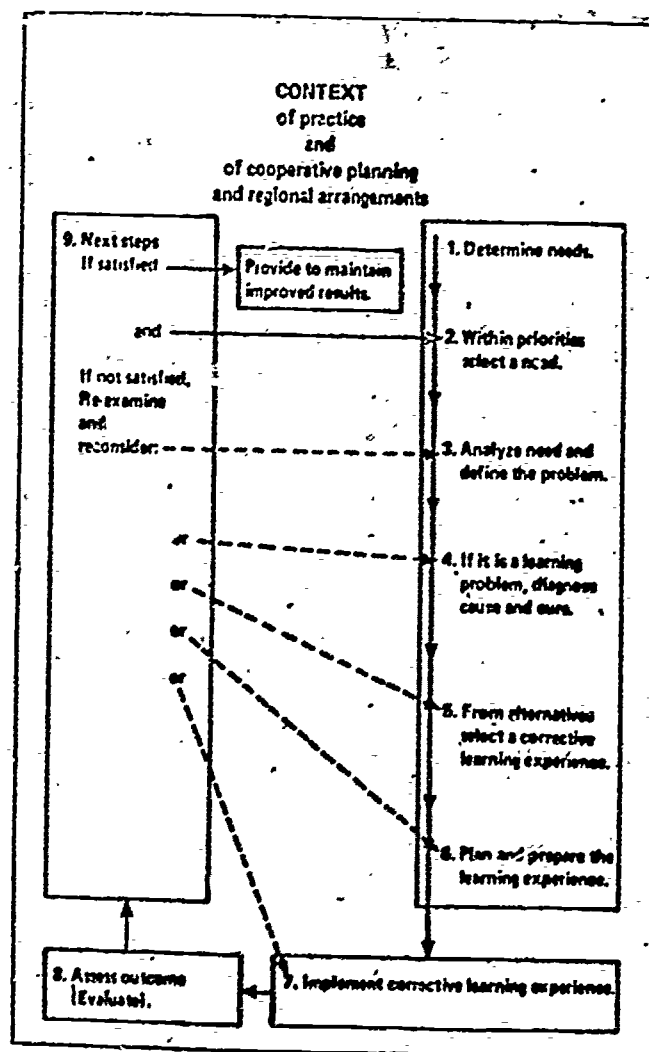 CONTEXT
of practice
and
of cooperative planning
and regional arrangements
9. Next steps
If satisfied
Provide to maintain
improved results.
and
If not satisfied,
Re-examine
and
reconsider:
or
or
or
or
1. Determine needs.
2. Within priorities
select a need.
3. Analyze need and
define the problem.
4. If it is a learning
problem, diagnose
cause and cure.
5. From alternatives
select a corrective
learning experience.
6. Plan and prepare the
learning experience.
7. Implement corrective learning experience.
8. Assess outcome
(Evaluate).